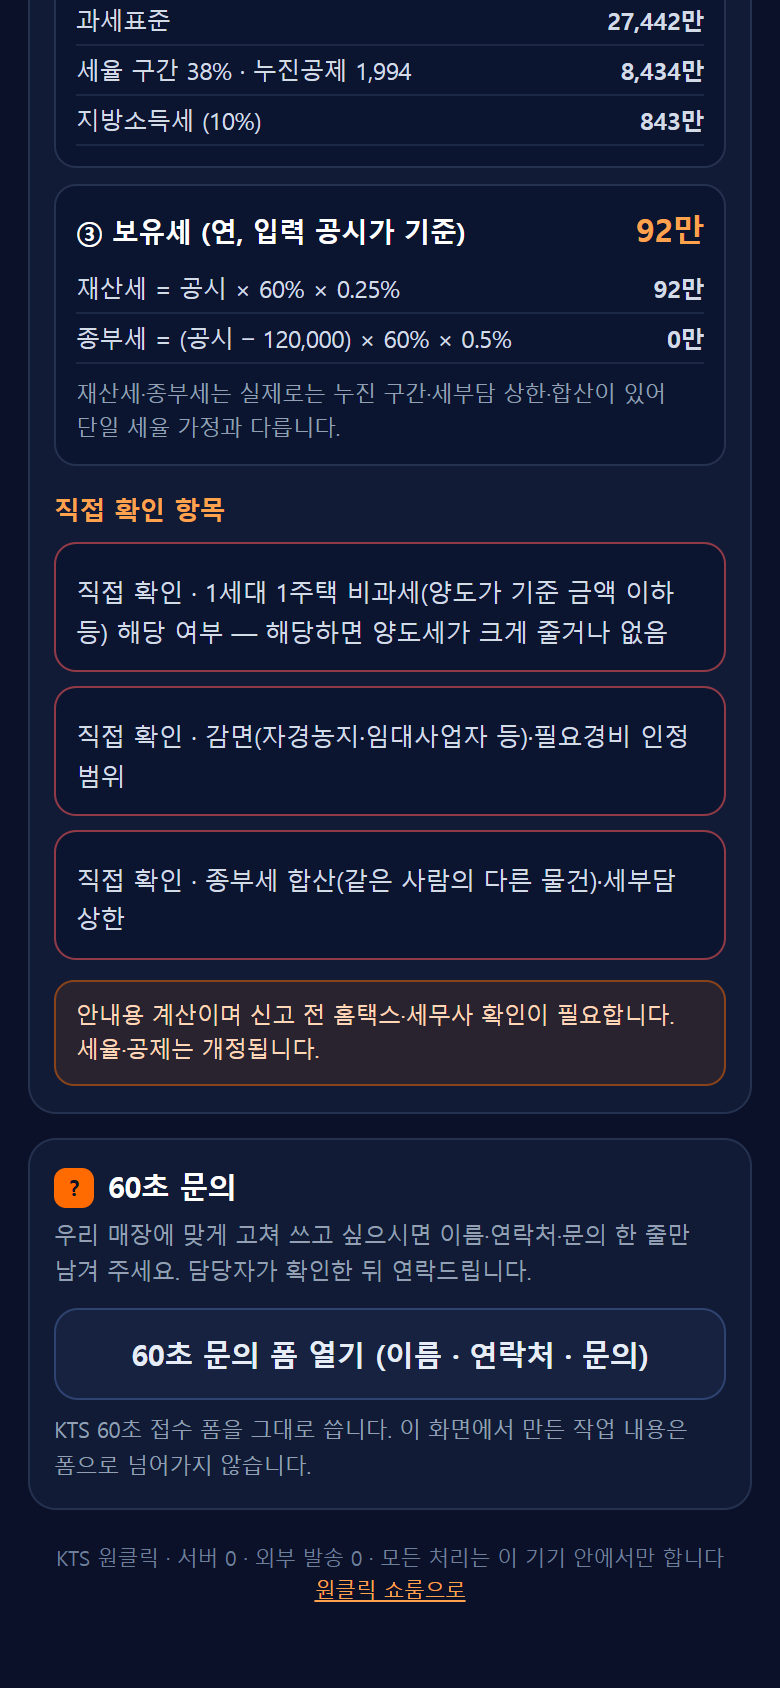 과세표준 27,442만
세율 구간 38% · 누진공제 1,994 8,434만
지방소득세 (10%) 843만
③ 보유세 (연, 입력 공시가 기준) 92만
재산세 = 공시 × 60% × 0.25% 92만
종부세 = (공시 − 120,000) × 60% × 0.5% 0만
재산세·종부세는 실제로는 누진 구간·세부담 상한·합산이 있어
단일 세율 가정과 다릅니다.
직접 확인 항목
직접 확인 · 1세대 1주택 비과세(양도가 기준 금액 이하
등) 해당 여부 — 해당하면 양도세가 크게 줄거나 없음
직접 확인 · 감면(자경농지·임대사업자 등)·필요경비 인정
범위
직접 확인 · 종부세 합산(같은 사람의 다른 물건)·세부담
상한
안내용 계산이며 신고 전 홈택스·세무사 확인이 필요합니다.
세율·공제는 개정됩니다.
? 60초 문의
우리 매장에 맞게 고쳐 쓰고 싶으시면 이름·연락처·문의 한 줄만
남겨 주세요. 담당자가 확인한 뒤 연락드립니다.
60초 문의 폼 열기 (이름 · 연락처 · 문의)
KTS 60초 접수 폼을 그대로 씁니다. 이 화면에서 만든 작업 내용은
폼으로 넘어가지 않습니다.
KTS 원클릭 · 서버 0 · 외부 발송 0 · 모든 처리는 이 기기 안에서만 합니다
원클릭 쇼룸으로